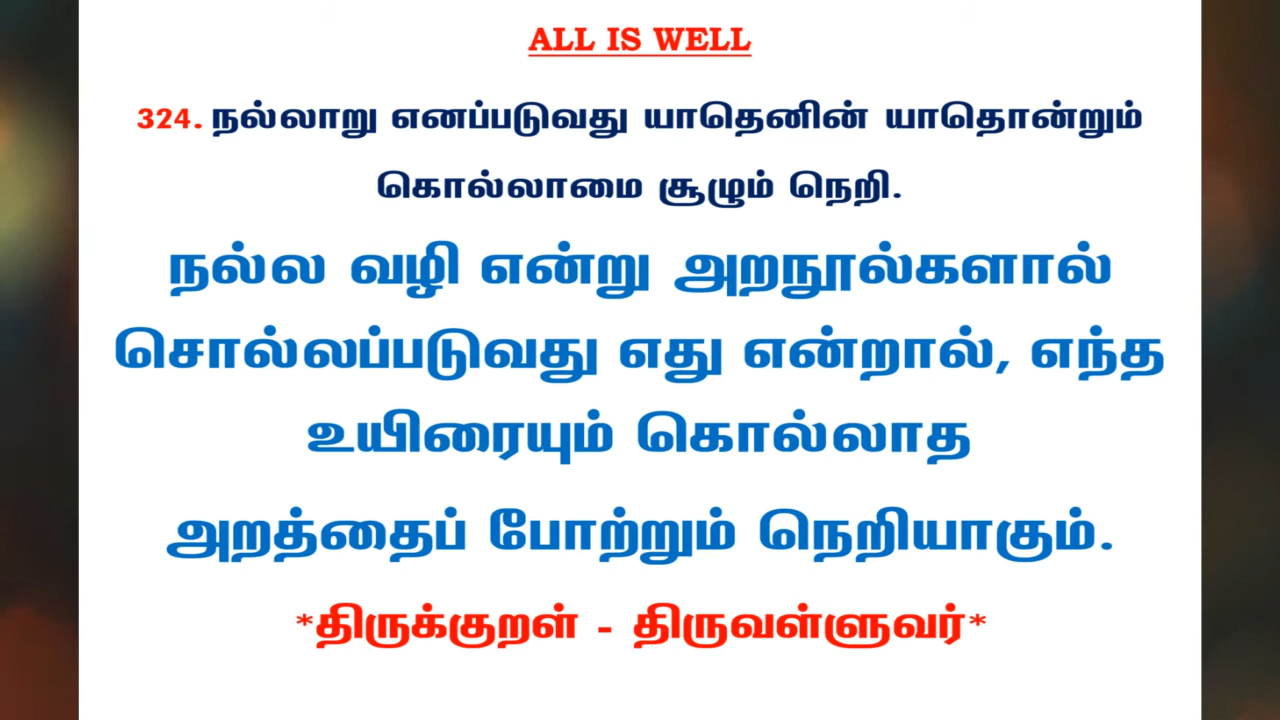 ALL IS WELL
324. நல்லாறு எனப்படுவது யாதெனின் யாதொன்றும்
கொல்லாமை சூழும் நெறி.
நல்ல வழி என்று அறநூல்களால்
சொல்லப்படுவது எது என்றால், எந்த
உயிரையும் கொல்லாத
அறத்தைப் போற்றும் நெறியாகும்.
*திருக்குறள் - திருவள்ளுவர்*